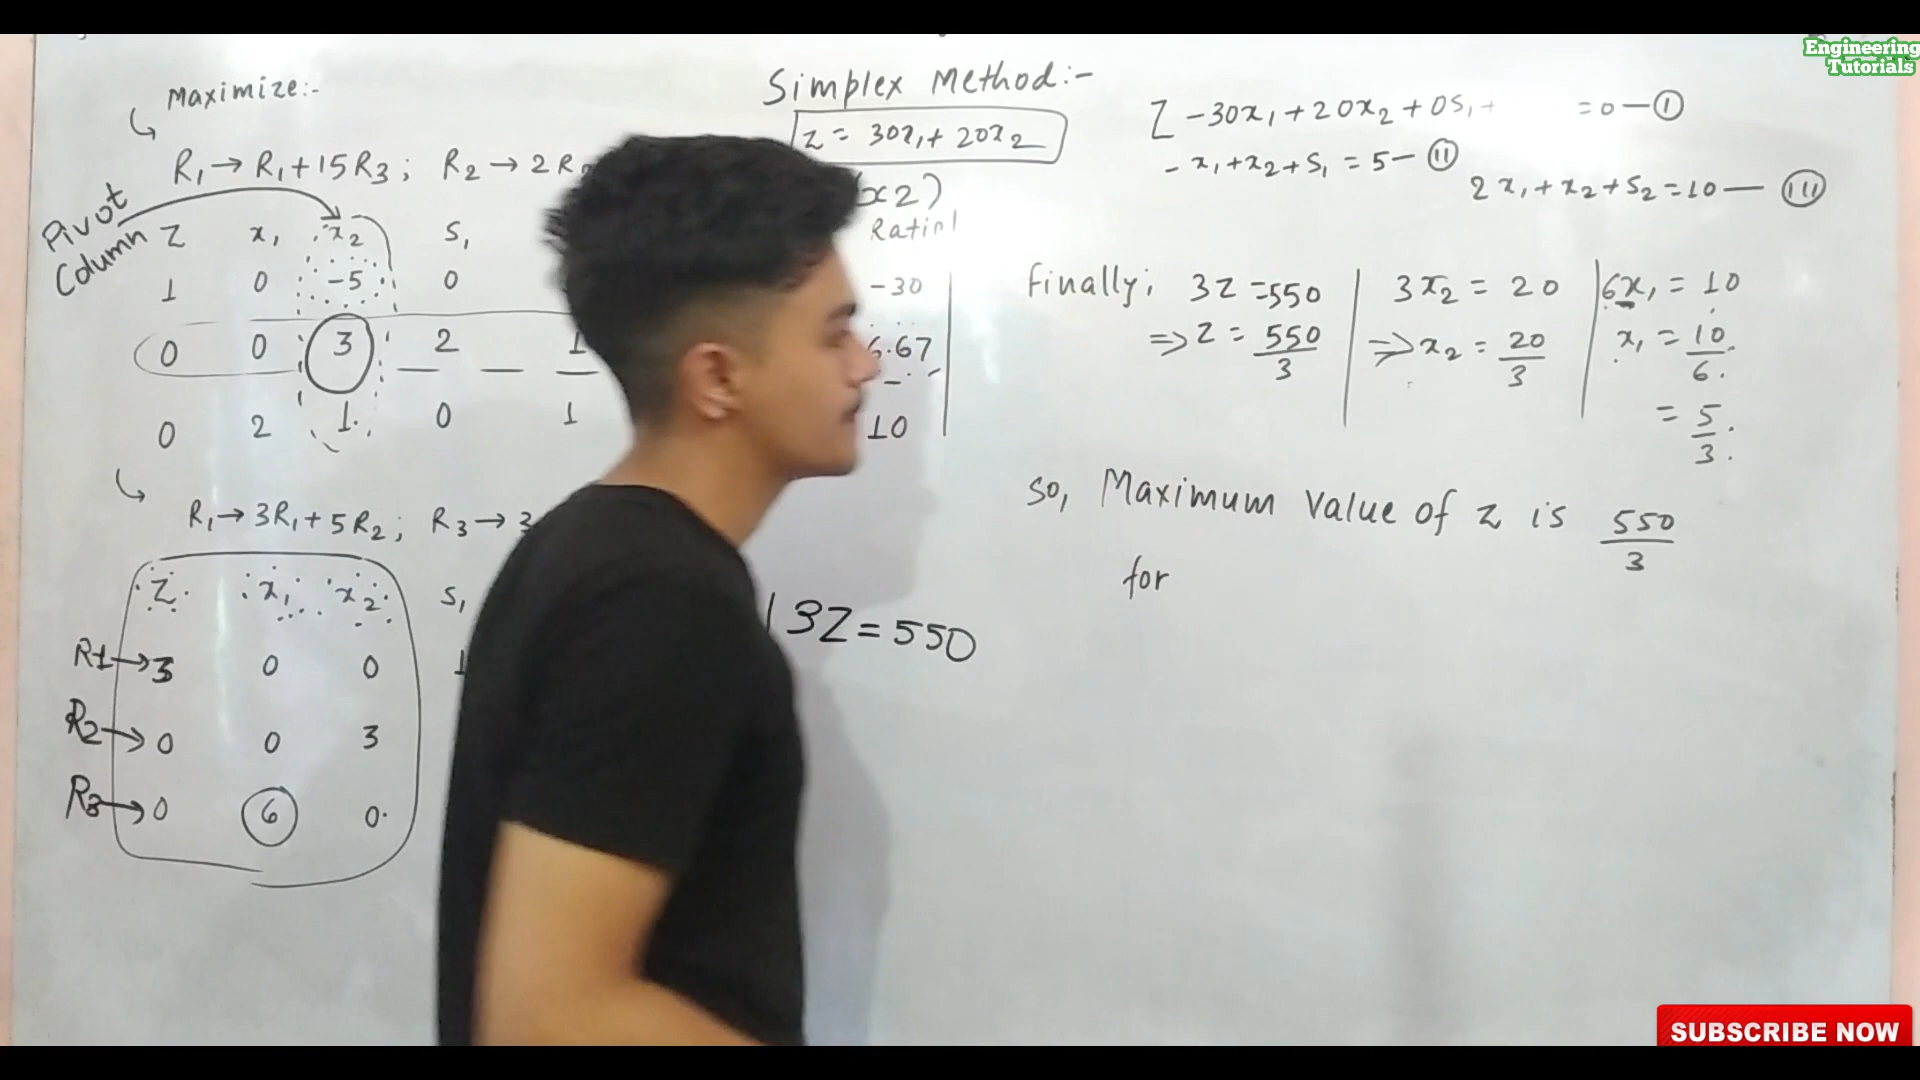 Engineering
Tutorials
Maximize:-
Simplex Method:-
Z = 30x₁ + 20x₂
R₁→R₁+15R₃; R₂→2R₂
x2)
Pivot
Column
Z x₁ x₂ S₁ Ratio
1 0 -5 0 -30
0 0 3 2 1 6.67
0 2 1 0 1 10
R₁→3R₁+5R₂; R₃→3
Z x₁ x₂ S₁
R1→3 0 0 1 3Z=550
R2→0 0 3
R3→0 6 0
Z -30x₁+20x₂+0S₁+ =0—Ⓘ
-x₁+x₂+S₁ = 5-Ⓘⓘ
2x₁+x₂+S₂=10—ⒾⒾⒾ
Finally; 3Z=550 | 3x₂ = 20 | 6x₁ = 10
⇒Z = 550/3 | ⇒x₂ = 20/3 | x₁ = 10/6
= 5/3
So, Maximum Value of Z is 550/3
for
SUBSCRIBE NOW